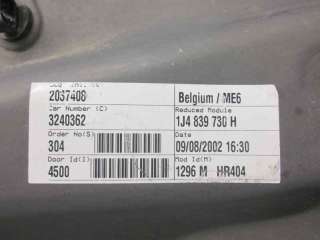 2037408
Belgium / ME6
Car Number (C)
Reduced Module
3240362
1J4 839 730 H
Order No(S)
Date
304
09/08/2002 16:30
Door Id(I)
Mod Id(M)
4500
1296 M HR404